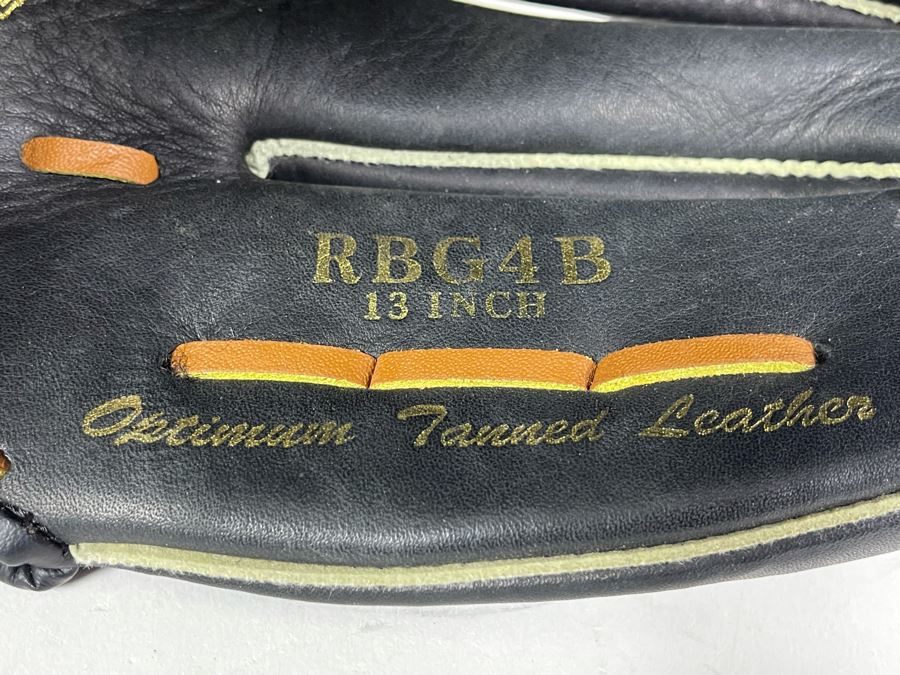 RBG4B
13 INCH
Optimum Tanned Leather